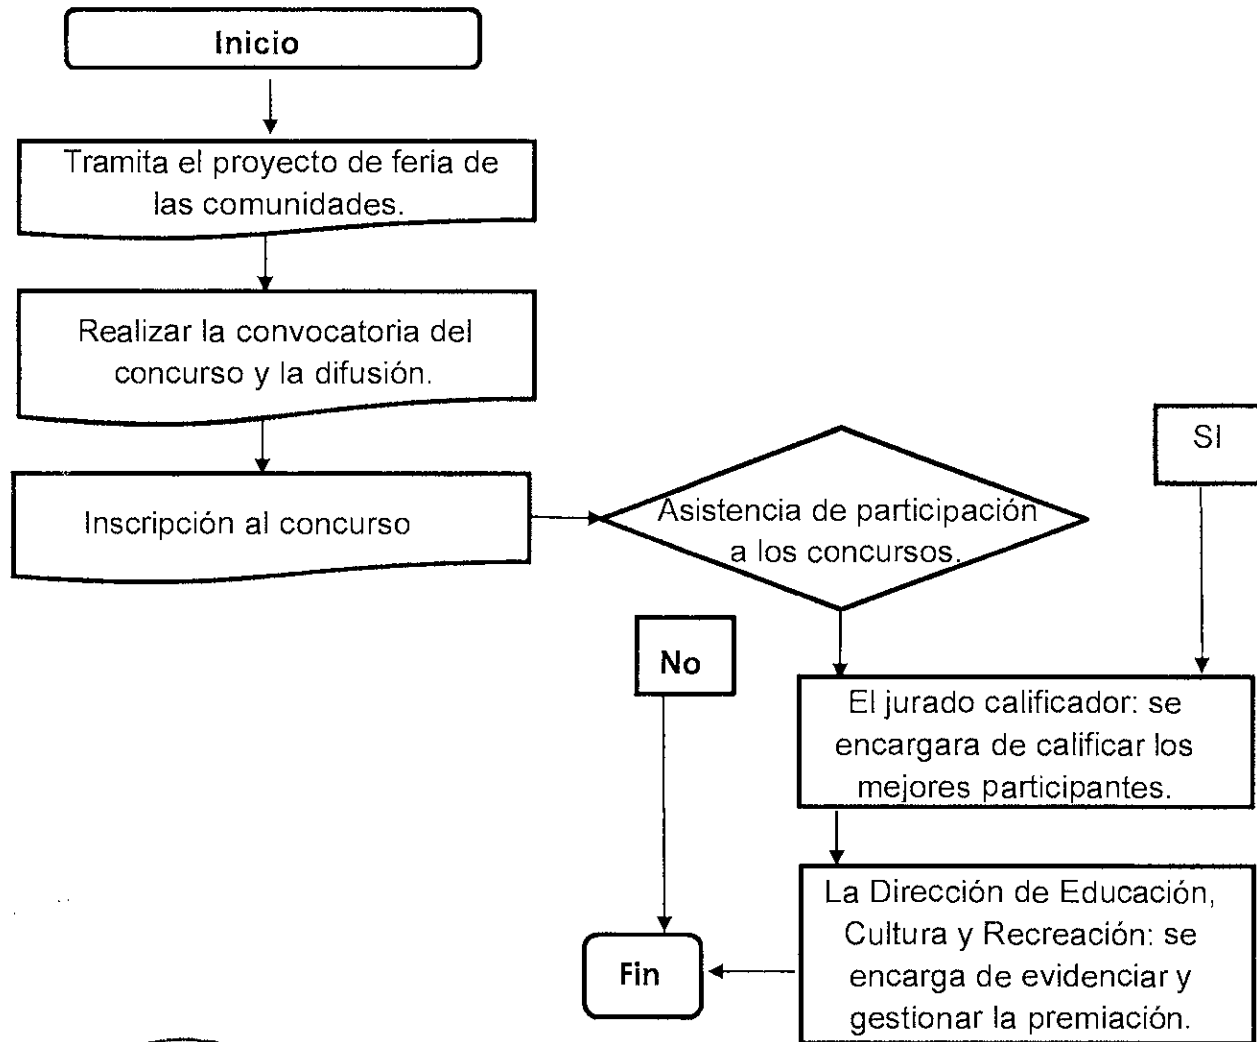 Inicio
Tramita el proyecto de feria de
las comunidades.
Realizar la convocatoria del
concurso y la difusión.
Inscripción al concurso
Asistencia de participación
a los concursos.
SI
No
El jurado calificador: se
encargara de calificar los
mejores participantes.
La Dirección de Educación,
Cultura y Recreación: se
encarga de evidenciar y
gestionar la premiación.
Fin